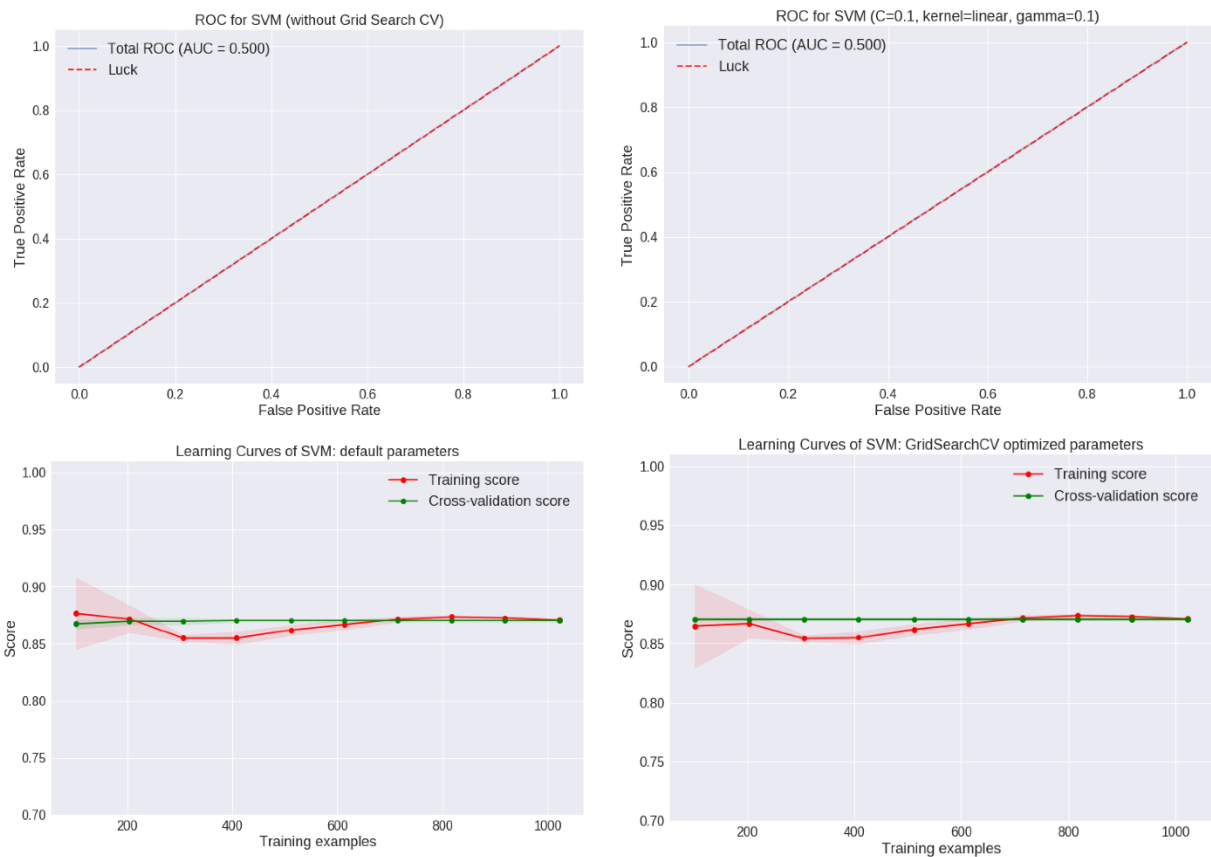 ROC for SVM (without Grid Search CV)
1.0
0.8
0.6
0.4
0.2
0.0
True Positive Rate
Total ROC (AUC = 0.500)
Luck
0.0 0.2 0.4 0.6 0.8 1.0
False Positive Rate
ROC for SVM (C=0.1, kernel=linear, gamma=0.1)
1.0
0.8
0.6
0.4
0.2
0.0
True Positive Rate
Total ROC (AUC = 0.500)
Luck
0.0 0.2 0.4 0.6 0.8 1.0
False Positive Rate
Learning Curves of SVM: default parameters
1.00
0.95
0.90
0.85
0.80
0.75
0.70
Score
Training score
Cross-validation score
200 400 600 800 1000
Training examples
Learning Curves of SVM: GridSearchCV optimized parameters
1.00
0.95
0.90
0.85
0.80
0.75
0.70
Score
Training score
Cross-validation score
200 400 600 800 1000
Training examples